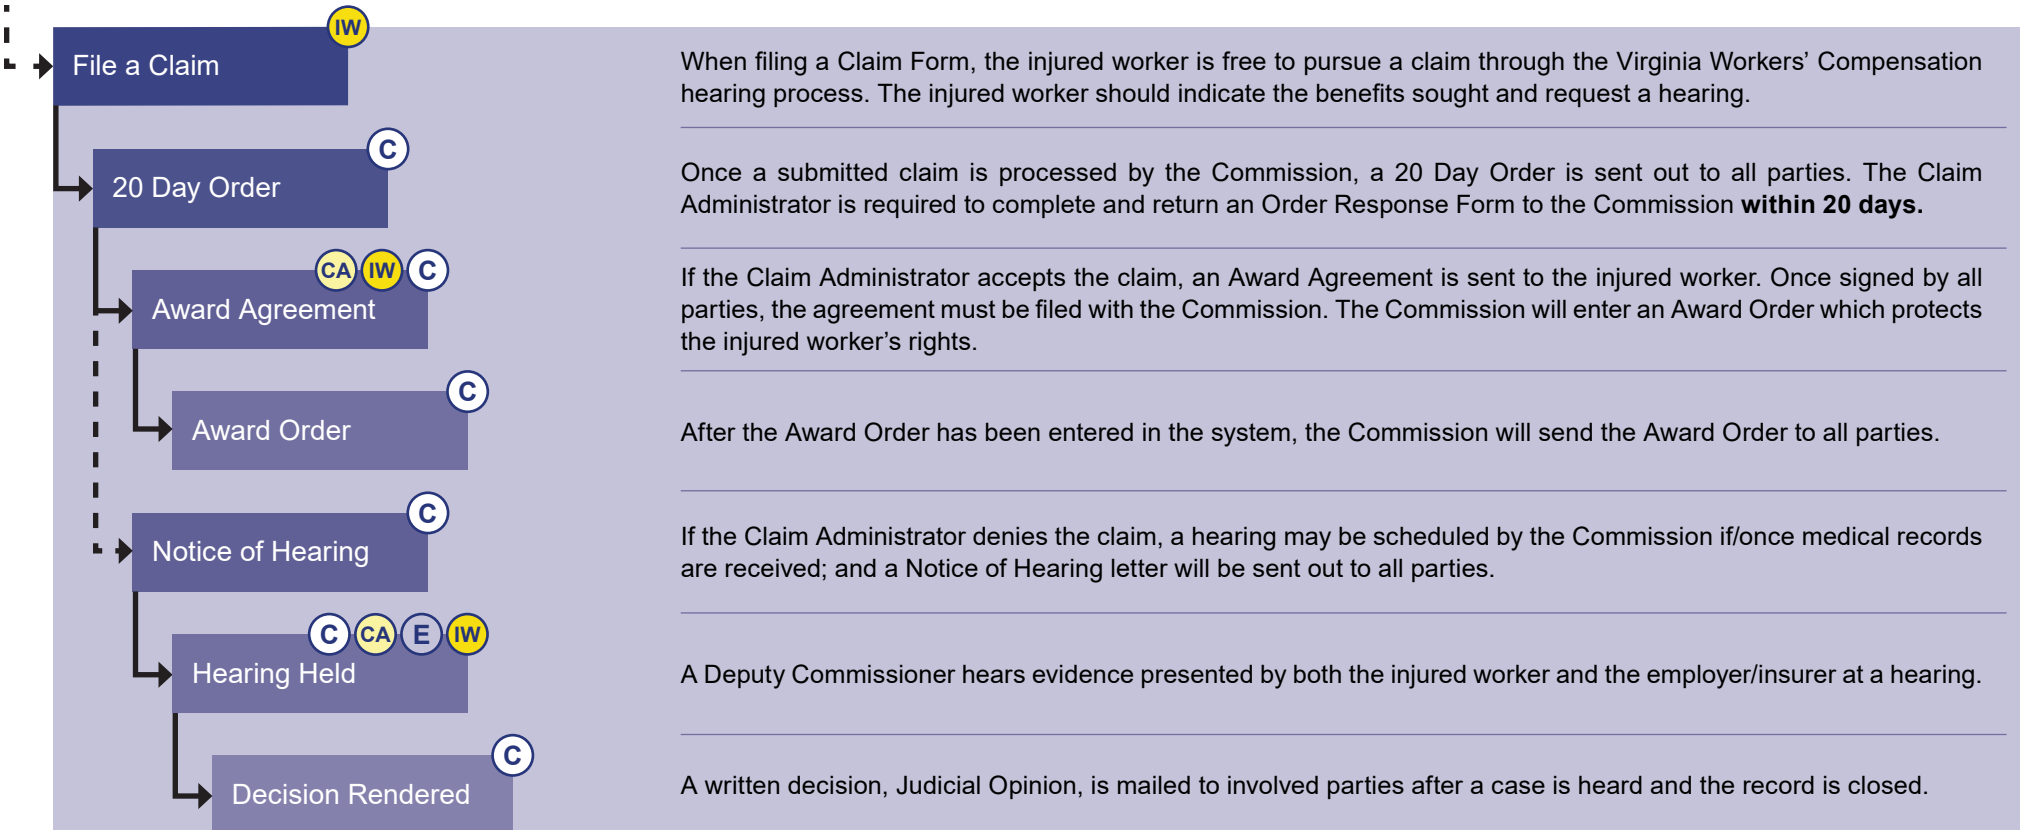 IW
File a Claim
When filing a Claim Form, the injured worker is free to pursue a claim through the Virginia Workers’ Compensation
hearing process. The injured worker should indicate the benefits sought and request a hearing.
C
20 Day Order
Once a submitted claim is processed by the Commission, a 20 Day Order is sent out to all parties. The Claim
Administrator is required to complete and return an Order Response Form to the Commission within 20 days.
CA IW C
Award Agreement
If the Claim Administrator accepts the claim, an Award Agreement is sent to the injured worker. Once signed by all
parties, the agreement must be filed with the Commission. The Commission will enter an Award Order which protects
the injured worker’s rights.
C
Award Order
After the Award Order has been entered in the system, the Commission will send the Award Order to all parties.
C
Notice of Hearing
If the Claim Administrator denies the claim, a hearing may be scheduled by the Commission if/once medical records
are received; and a Notice of Hearing letter will be sent out to all parties.
C CA E IW
Hearing Held
A Deputy Commissioner hears evidence presented by both the injured worker and the employer/insurer at a hearing.
C
Decision Rendered
A written decision, Judicial Opinion, is mailed to involved parties after a case is heard and the record is closed.